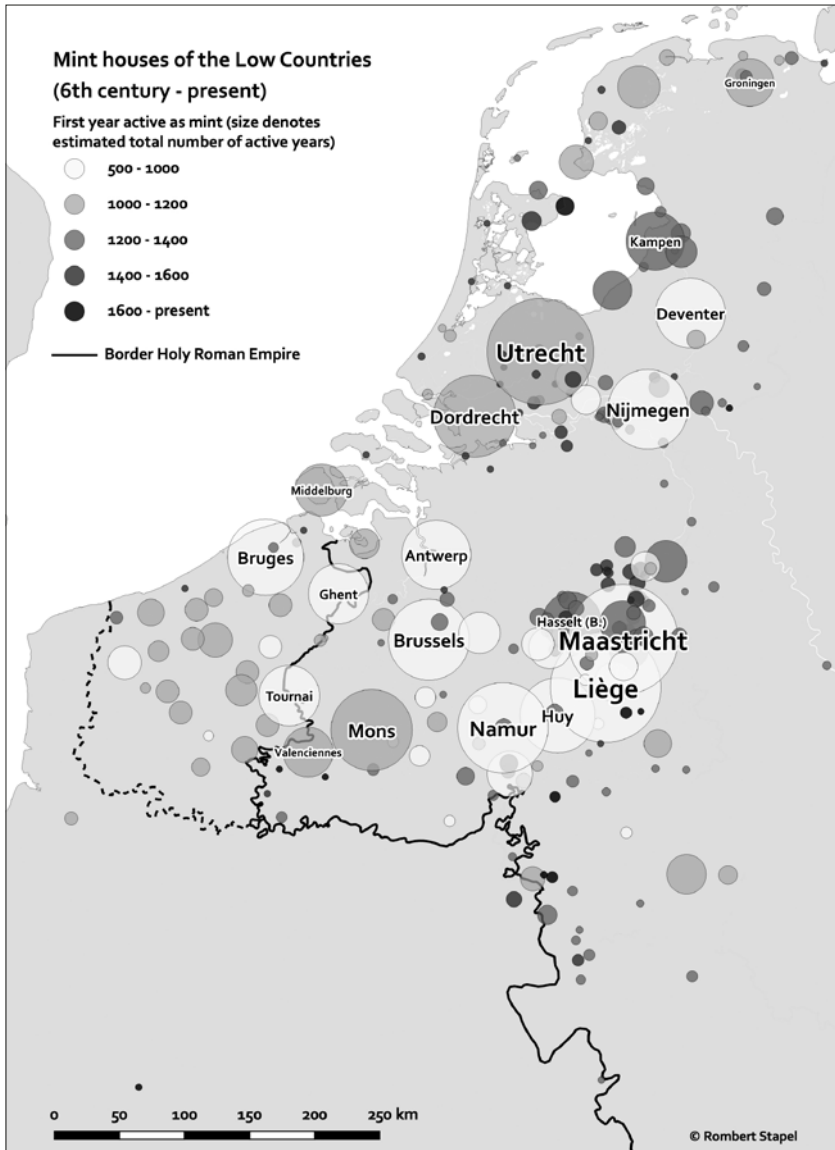 Mint houses of the Low Countries
(6th century - present)
First year active as mint (size denotes
estimated total number of active years)
500 - 1000
1000 - 1200
1200 - 1400
1400 - 1600
1600 - present
Border Holy Roman Empire
Groningen
Kampen
Deventer
Utrecht
Nijmegen
Dordrecht
Middelburg
Bruges
Antwerp
Ghent
Hasselt (B.)
Brussels
Maastricht
Liège
Tournai
Huy
Mons
Namur
Valenciennes
0 50 100 150 200 250 km
© Rombert Stapel